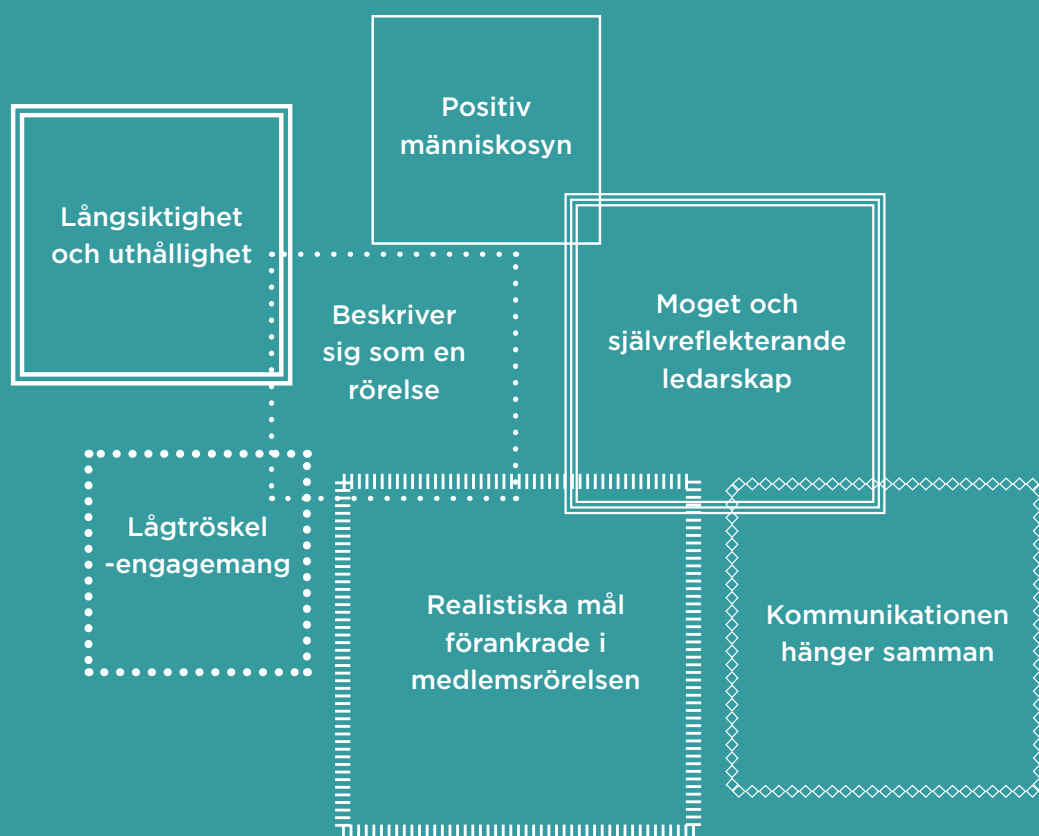 Positiv
människosyn
Långsiktighet
och uthållighet
Beskriver
sig som en
rörelse
Moget och
självreflekterande
ledarskap
Lågtröskel
-engagemang
Realistiska mål
förankrade i
medlemsrörelsen
Kommunikationen
hänger samman